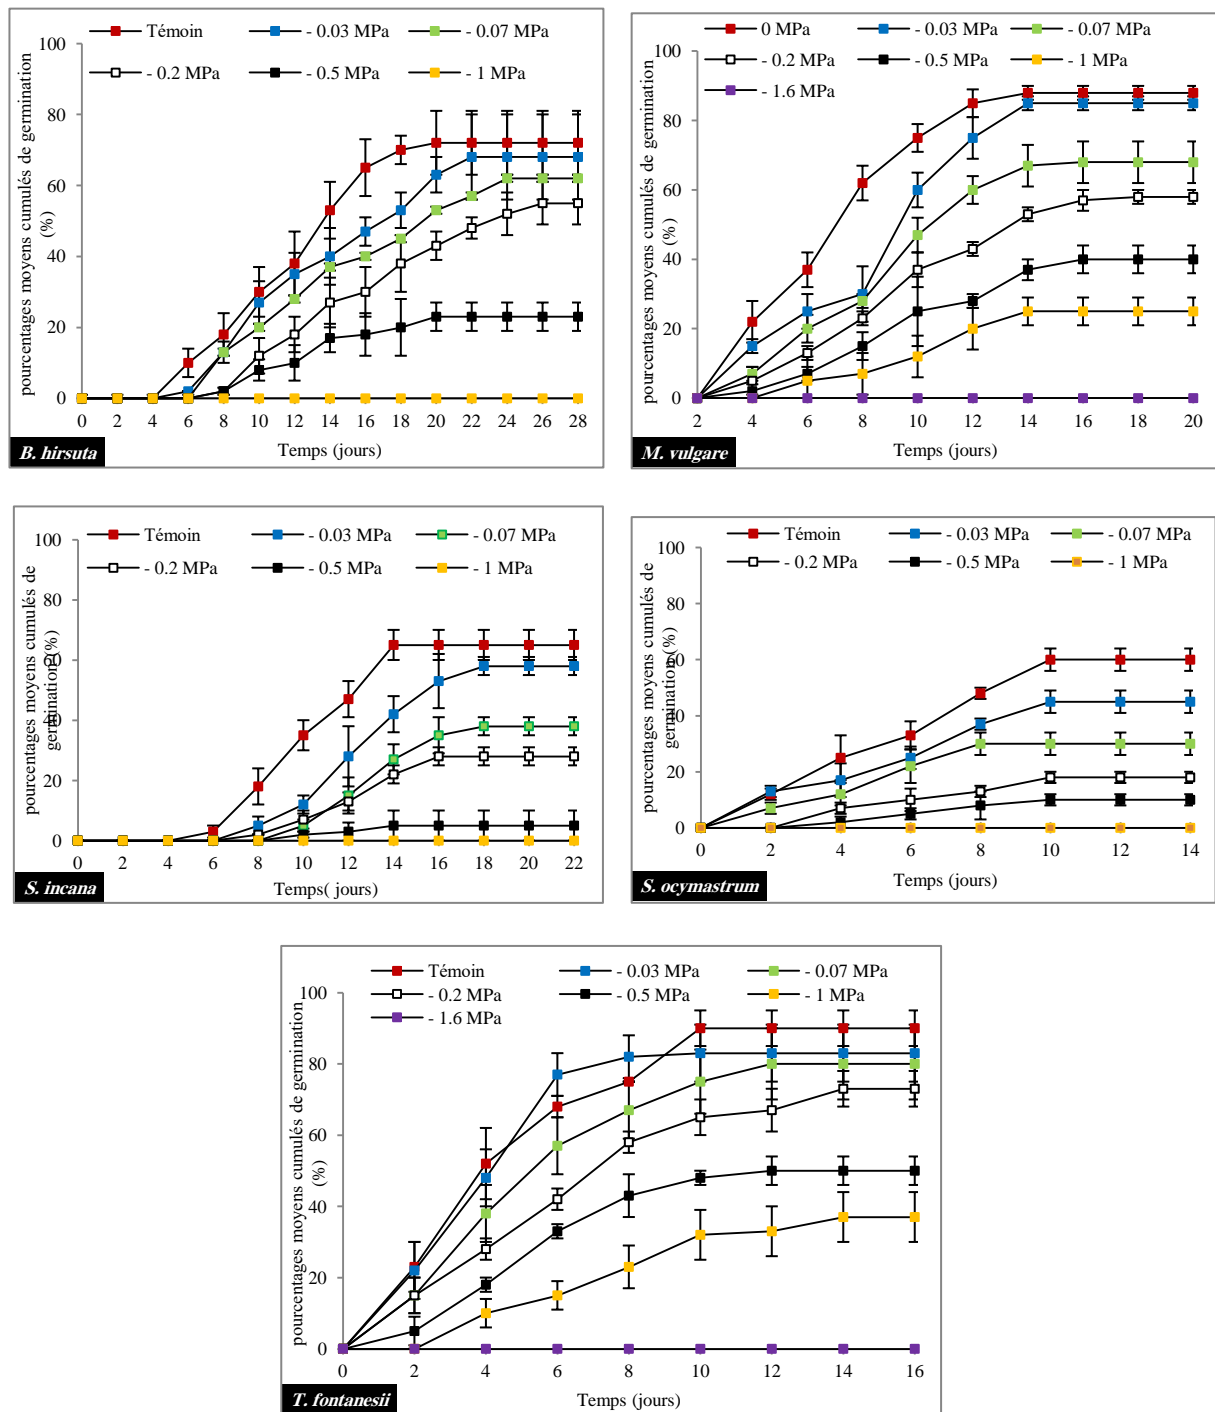 Témoin - 0.03 MPa - 0.07 MPa
- 0.2 MPa - 0.5 MPa - 1 MPa
pourcentages moyens cumulés de germination
(%)
100
80
60
40
20
0
0 2 4 6 8 10 12 14 16 18 20 22 24 26 28
Temps (jours)
B. hirsuta
0 MPa - 0.03 MPa - 0.07 MPa
- 0.2 MPa - 0.5 MPa - 1 MPa
- 1.6 MPa
pourcentages moyens cumulés de germination
(%)
100
80
60
40
20
0
2 4 6 8 10 12 14 16 18 20
Temps (jours)
M. vulgare
Témoin - 0.03 MPa - 0.07 MPa
- 0.2 MPa - 0.5 MPa - 1 MPa
pourcentages moyens cumulés de
germination (%)
100
80
60
40
20
0
0 2 4 6 8 10 12 14 16 18 20 22
Temps( jours)
S. incana
Témoin - 0.03 MPa - 0.07 MPa
- 0.2 MPa - 0.5 MPa - 1 MPa
pourcentages moyens cumulés de
germination (%)
100
80
60
40
20
0
0 2 4 6 8 10 12 14
Temps (jours)
S. ocymastrum
Témoin - 0.03 MPa - 0.07 MPa
- 0.2 MPa - 0.5 MPa - 1 MPa
- 1.6 MPa
pourcentages moyens cumulés de germination
(%)
100
80
60
40
20
0
0 2 4 6 8 10 12 14 16
Temps (jours)
T. fontanesii